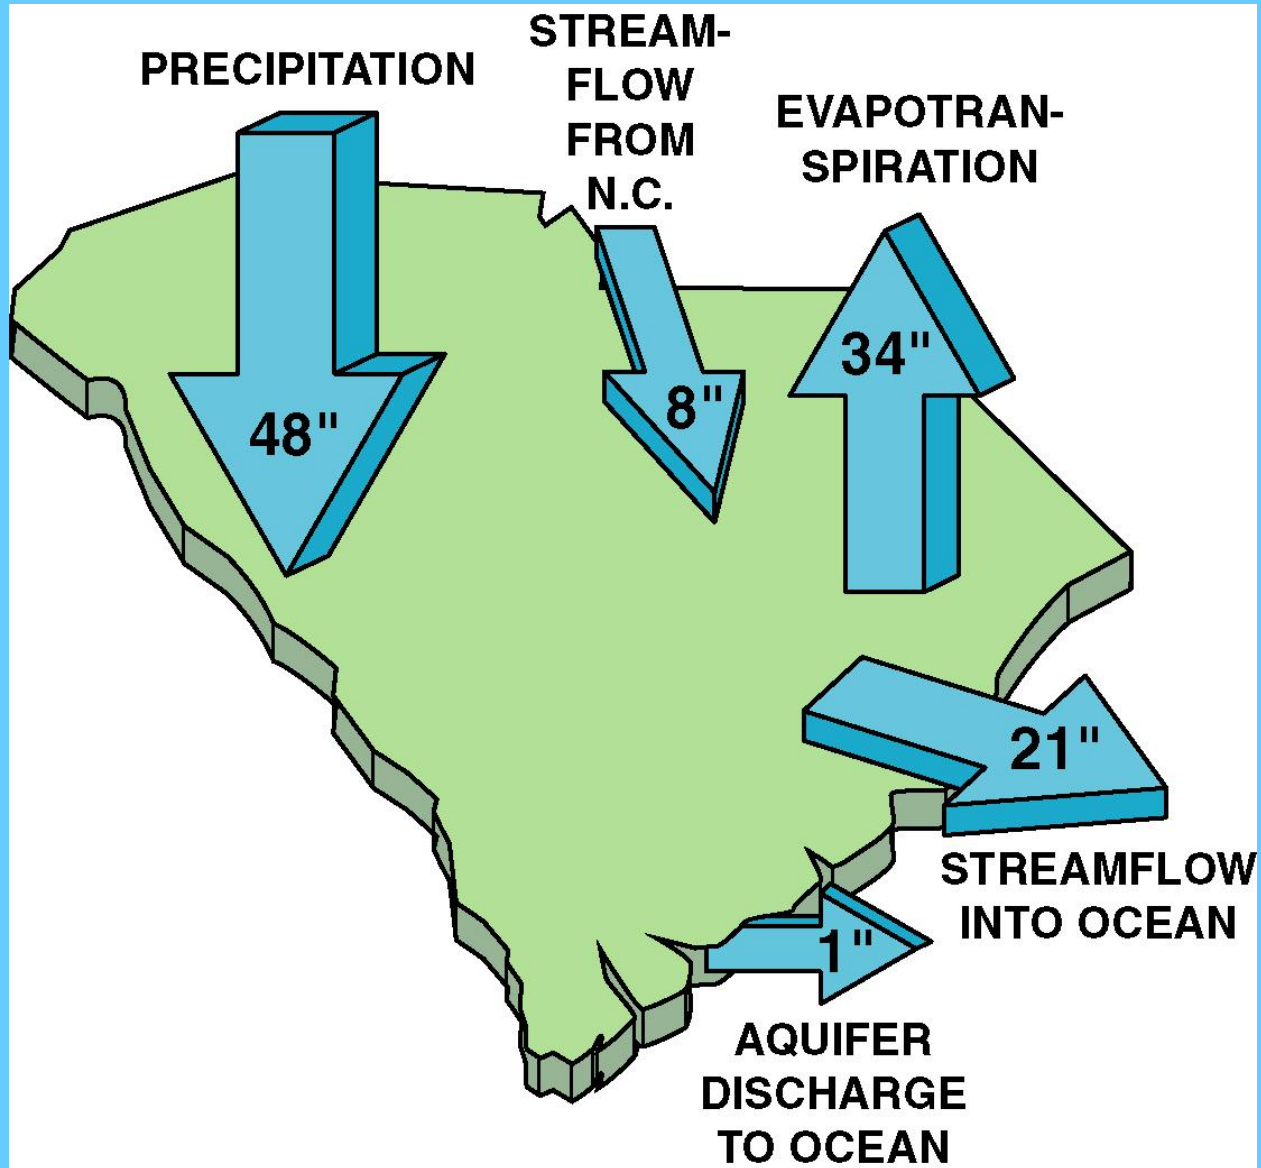 PRECIPITATION
STREAM-
FLOW
FROM
N.C.
EVAPOTRAN-
SPIRATION
48"
8"
34"
21"
STREAMFLOW
INTO OCEAN
1"
AQUIFER
DISCHARGE
TO OCEAN